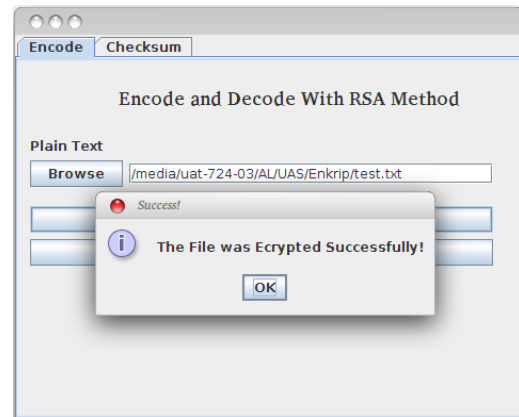 Encode Checksum
Encode and Decode With RSA Method
Plain Text
Browse /media/uat-724-03/AL/UAS/Enkrip/test.txt
Success!
i The File was Ecrypted Successfully!
OK